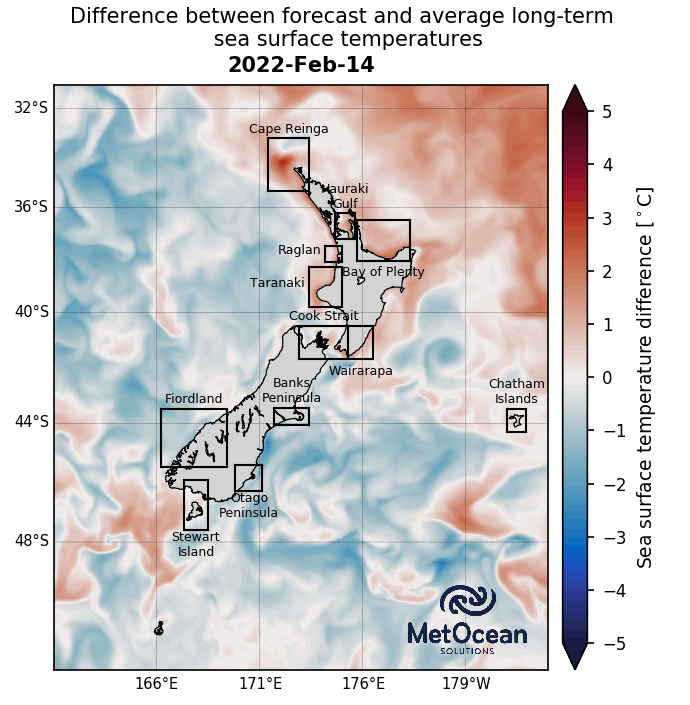 Difference between forecast and average long-term
sea surface temperatures
2022-Feb-14
32°S
36°S
40°S
44°S
48°S
166°E
171°E
176°E
179°W
Cape Reinga
Hauraki
Gulf
Raglan
Bay of Plenty
Taranaki
Cook Strait
Wairarapa
Banks
Peninsula
Fiordland
Chatham
Islands
Otago
Peninsula
Stewart
Island
MetOcean
SOLUTIONS
5
4
3
2
1
0
−1
−2
−3
−4
−5
Sea surface temperature difference [°C]